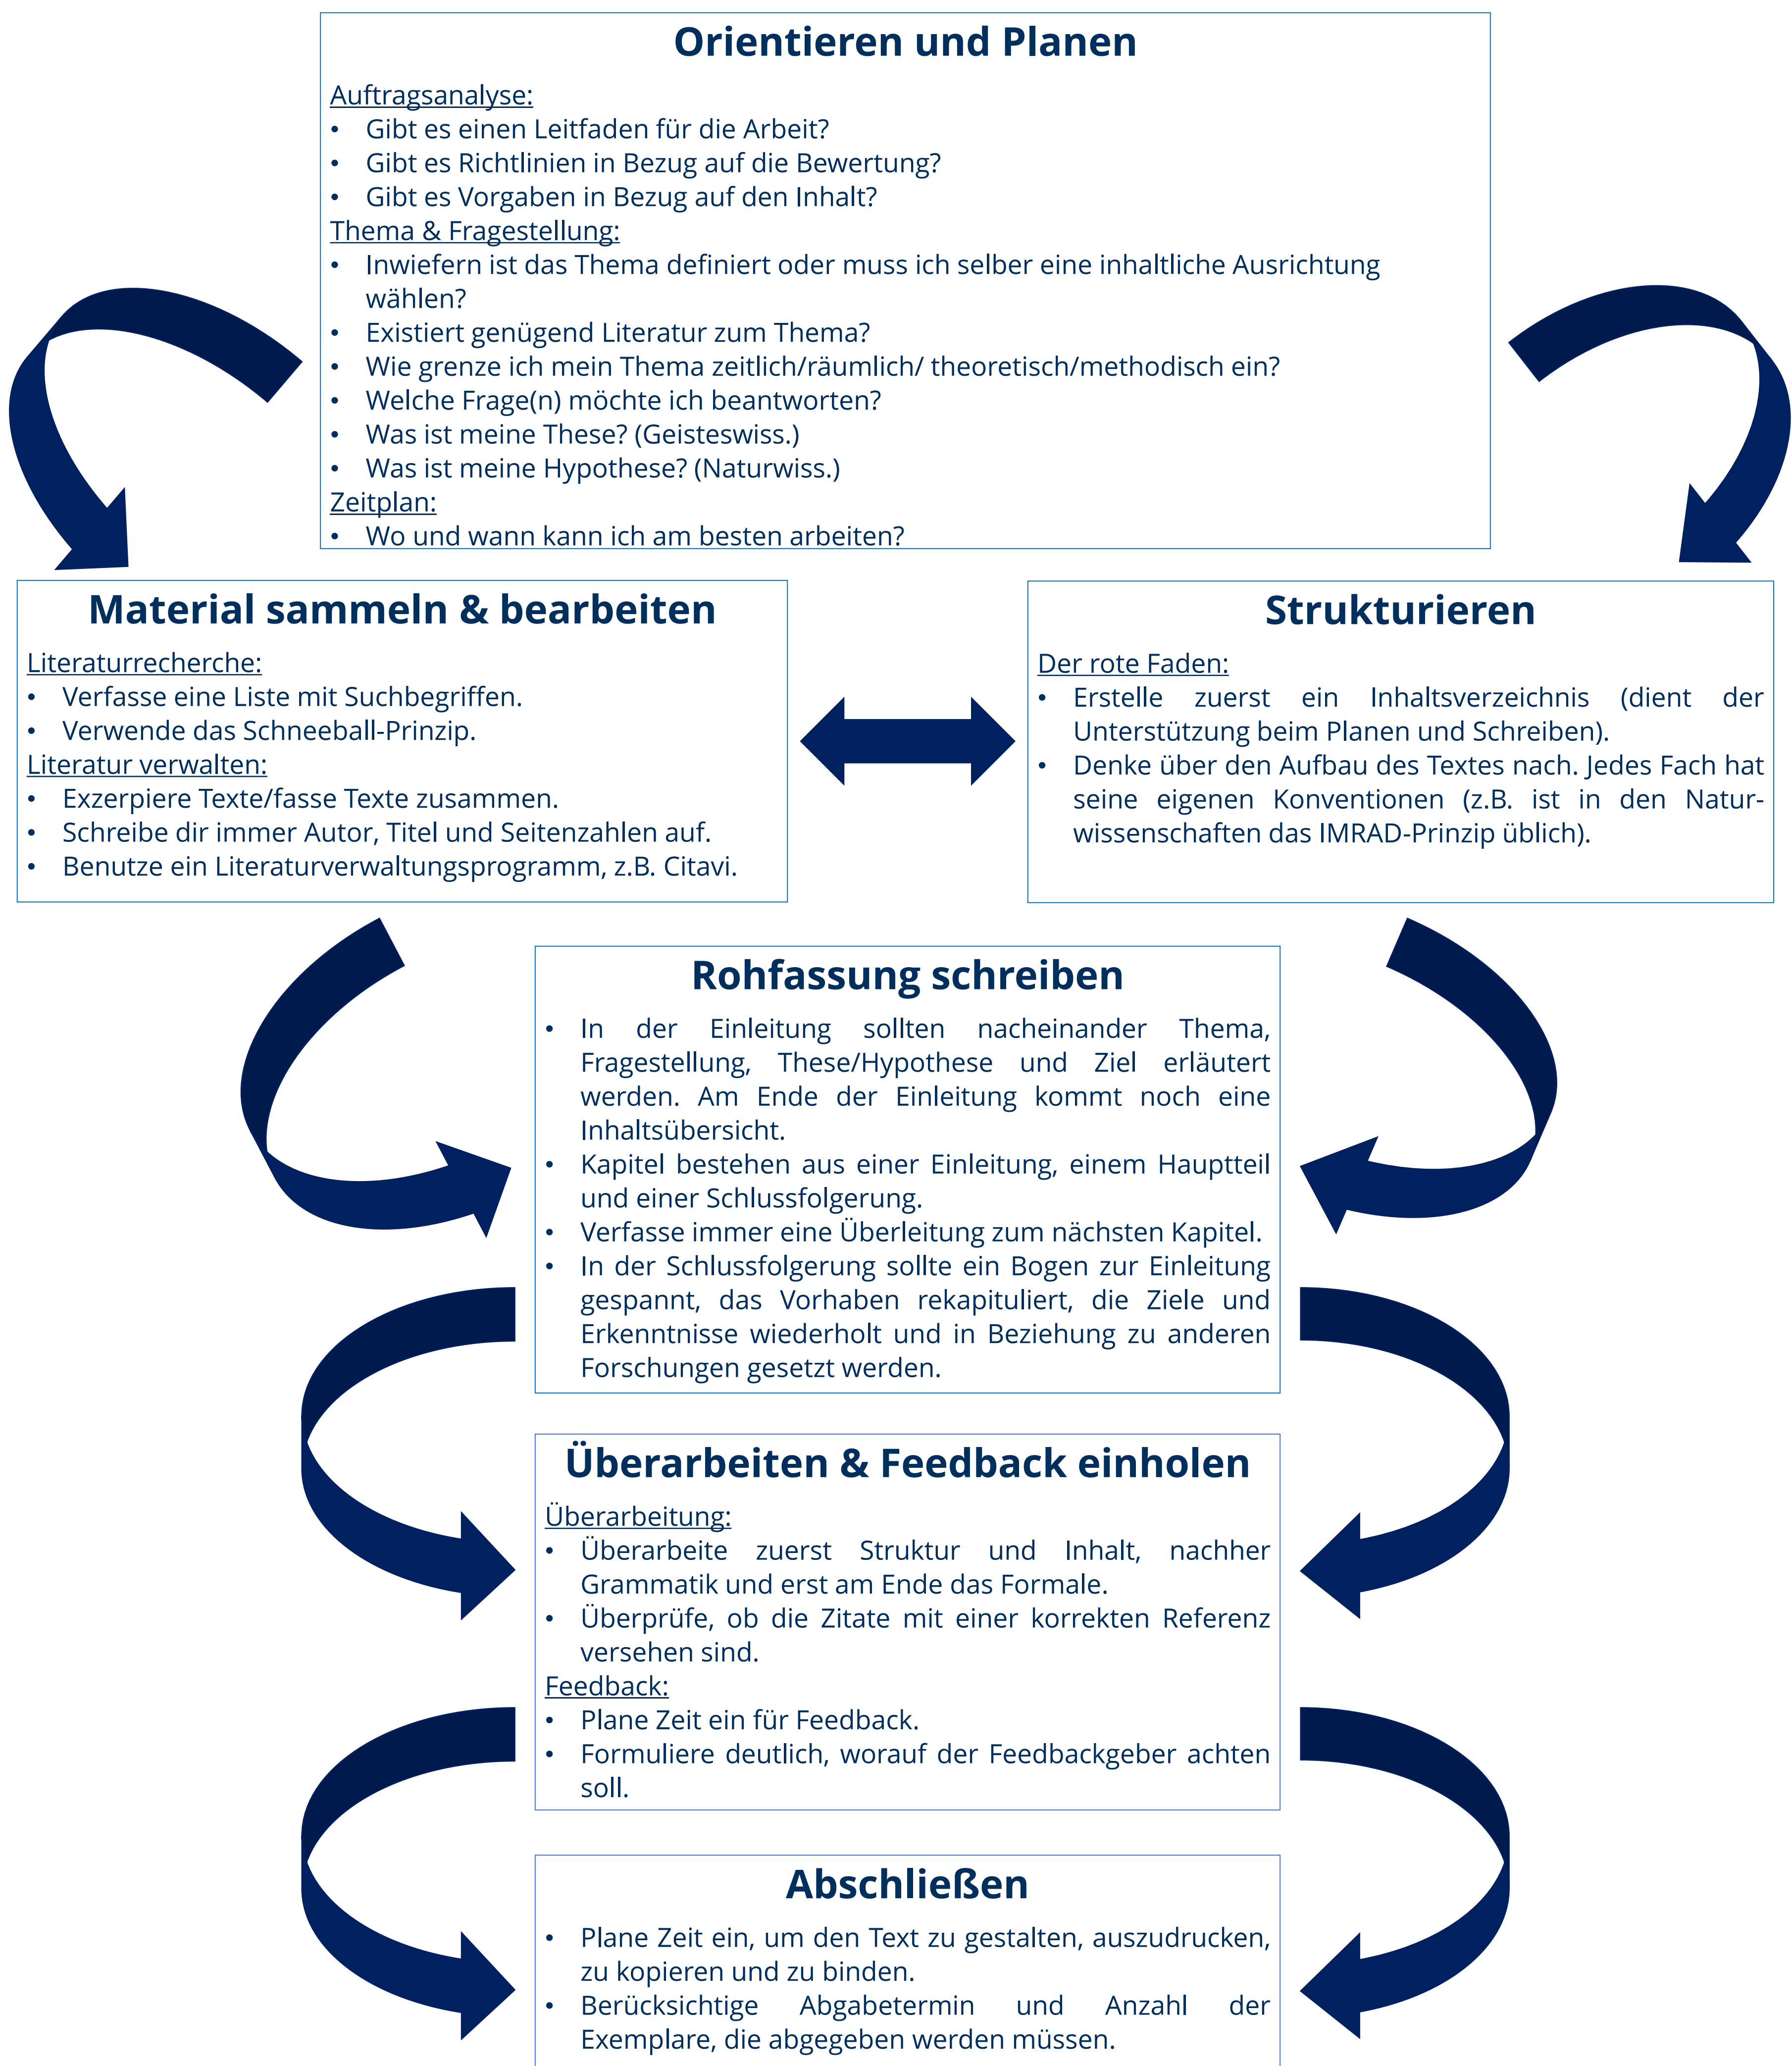 Orientieren und Planen
Auftragsanalyse:
• Gibt es einen Leitfaden für die Arbeit?
• Gibt es Richtlinien in Bezug auf die Bewertung?
• Gibt es Vorgaben in Bezug auf den Inhalt?
Thema & Fragestellung:
• Inwiefern ist das Thema definiert oder muss ich selber eine inhaltliche Ausrichtung
wählen?
• Existiert genügend Literatur zum Thema?
• Wie grenze ich mein Thema zeitlich/räumlich/ theoretisch/methodisch ein?
• Welche Frage(n) möchte ich beantworten?
• Was ist meine These? (Geisteswiss.)
• Was ist meine Hypothese? (Naturwiss.)
Zeitplan:
• Wo und wann kann ich am besten arbeiten?
Material sammeln & bearbeiten
Literaturrecherche:
• Verfasse eine Liste mit Suchbegriffen.
• Verwende das Schneeball-Prinzip.
Literatur verwalten:
• Exzerpiere Texte/fasse Texte zusammen.
• Schreibe dir immer Autor, Titel und Seitenzahlen auf.
• Benutze ein Literaturverwaltungsprogramm, z.B. Citavi.
Strukturieren
Der rote Faden:
• Erstelle zuerst ein Inhaltsverzeichnis (dient der
Unterstützung beim Planen und Schreiben).
• Denke über den Aufbau des Textes nach. Jedes Fach hat
seine eigenen Konventionen (z.B. ist in den Natur-
wissenschaften das IMRAD-Prinzip üblich).
Rohfassung schreiben
• In der Einleitung sollten nacheinander Thema,
Fragestellung, These/Hypothese und Ziel erläutert
werden. Am Ende der Einleitung kommt noch eine
Inhaltsübersicht.
• Kapitel bestehen aus einer Einleitung, einem Hauptteil
und einer Schlussfolgerung.
• Verfasse immer eine Überleitung zum nächsten Kapitel.
• In der Schlussfolgerung sollte ein Bogen zur Einleitung
gespannt, das Vorhaben rekapituliert, die Ziele und
Erkenntnisse wiederholt und in Beziehung zu anderen
Forschungen gesetzt werden.
Überarbeiten & Feedback einholen
Überarbeitung:
• Überarbeite zuerst Struktur und Inhalt, nachher
Grammatik und erst am Ende das Formale.
• Überprüfe, ob die Zitate mit einer korrekten Referenz
versehen sind.
Feedback:
• Plane Zeit ein für Feedback.
• Formuliere deutlich, worauf der Feedbackgeber achten
soll.
Abschließen
• Plane Zeit ein, um den Text zu gestalten, auszudrucken,
zu kopieren und zu binden.
• Berücksichtige Abgabetermin und Anzahl der
Exemplare, die abgegeben werden müssen.